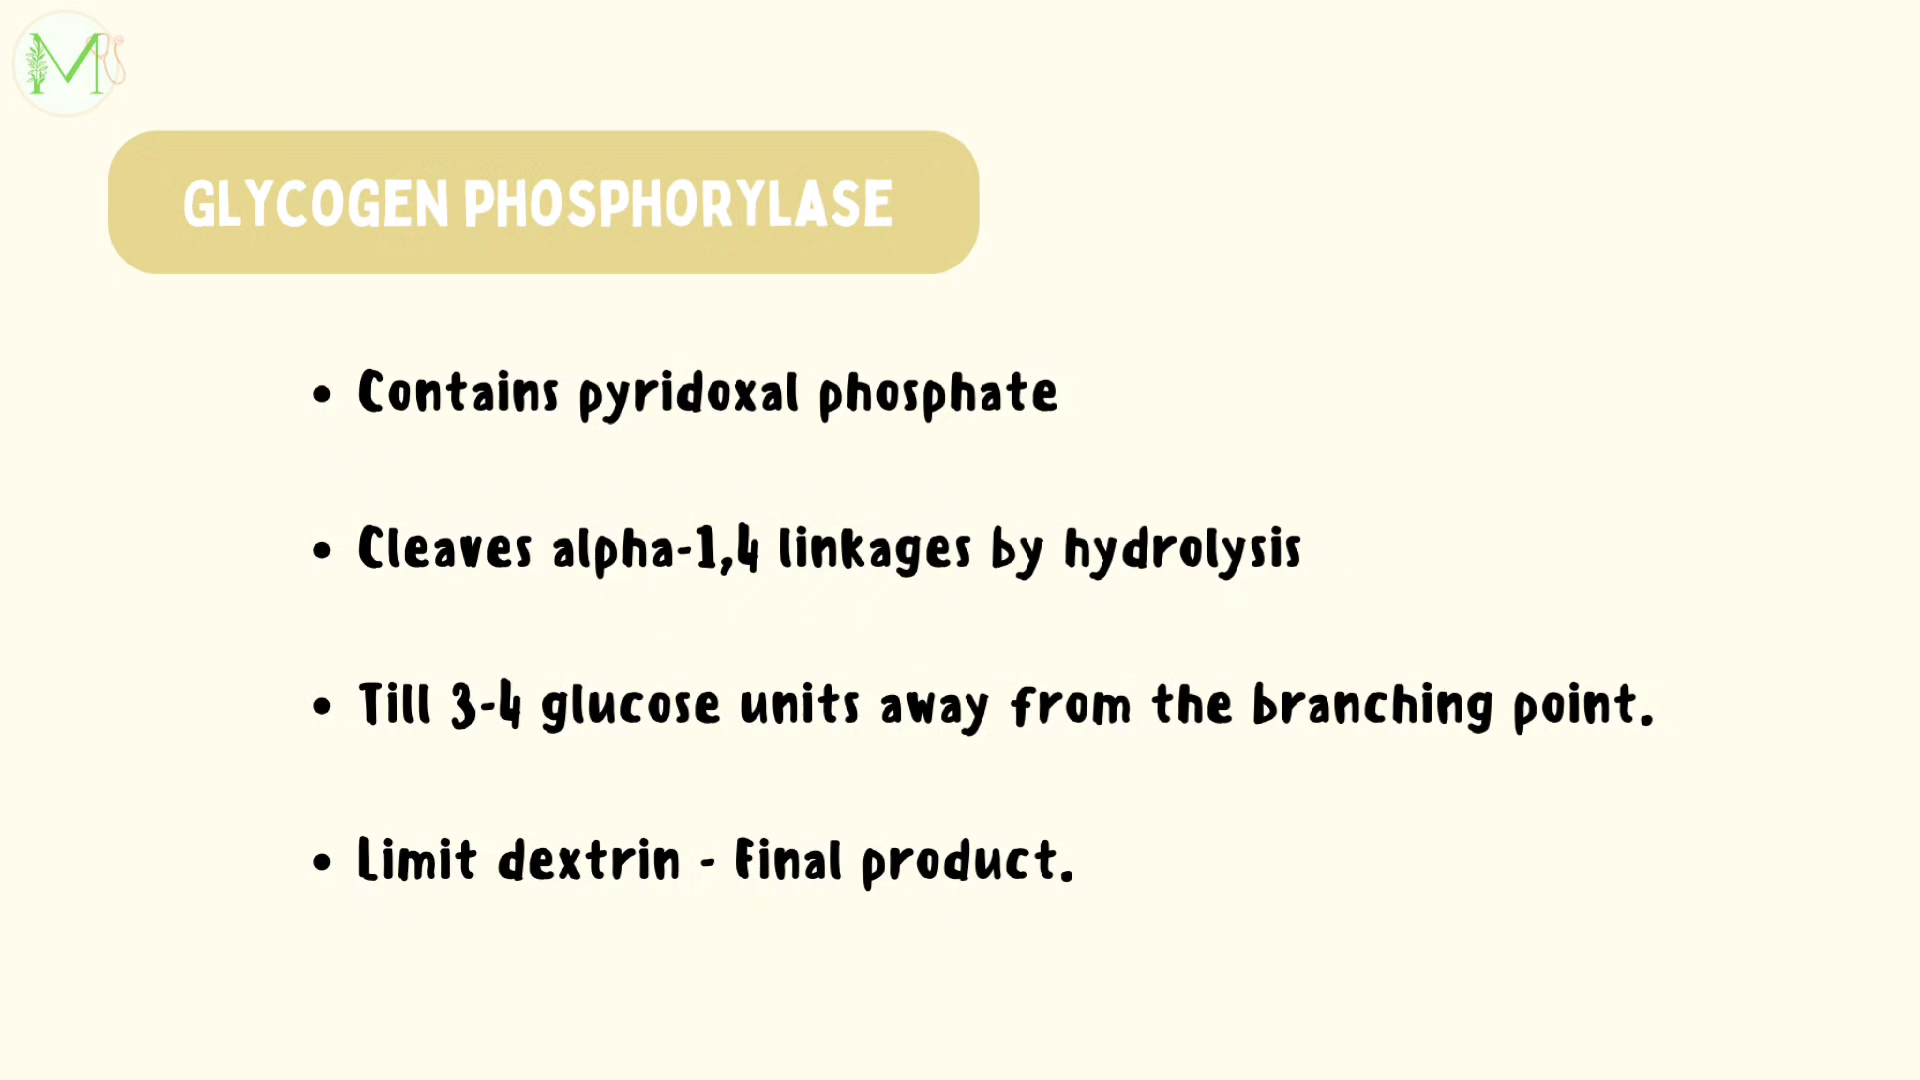 GLYCOGEN PHOSPHORYLASE
• Contains pyridoxal phosphate
• Cleaves alpha-1,4 linkages by hydrolysis
• Till 3-4 glucose units away from the branching point.
• Limit dextrin - Final product.